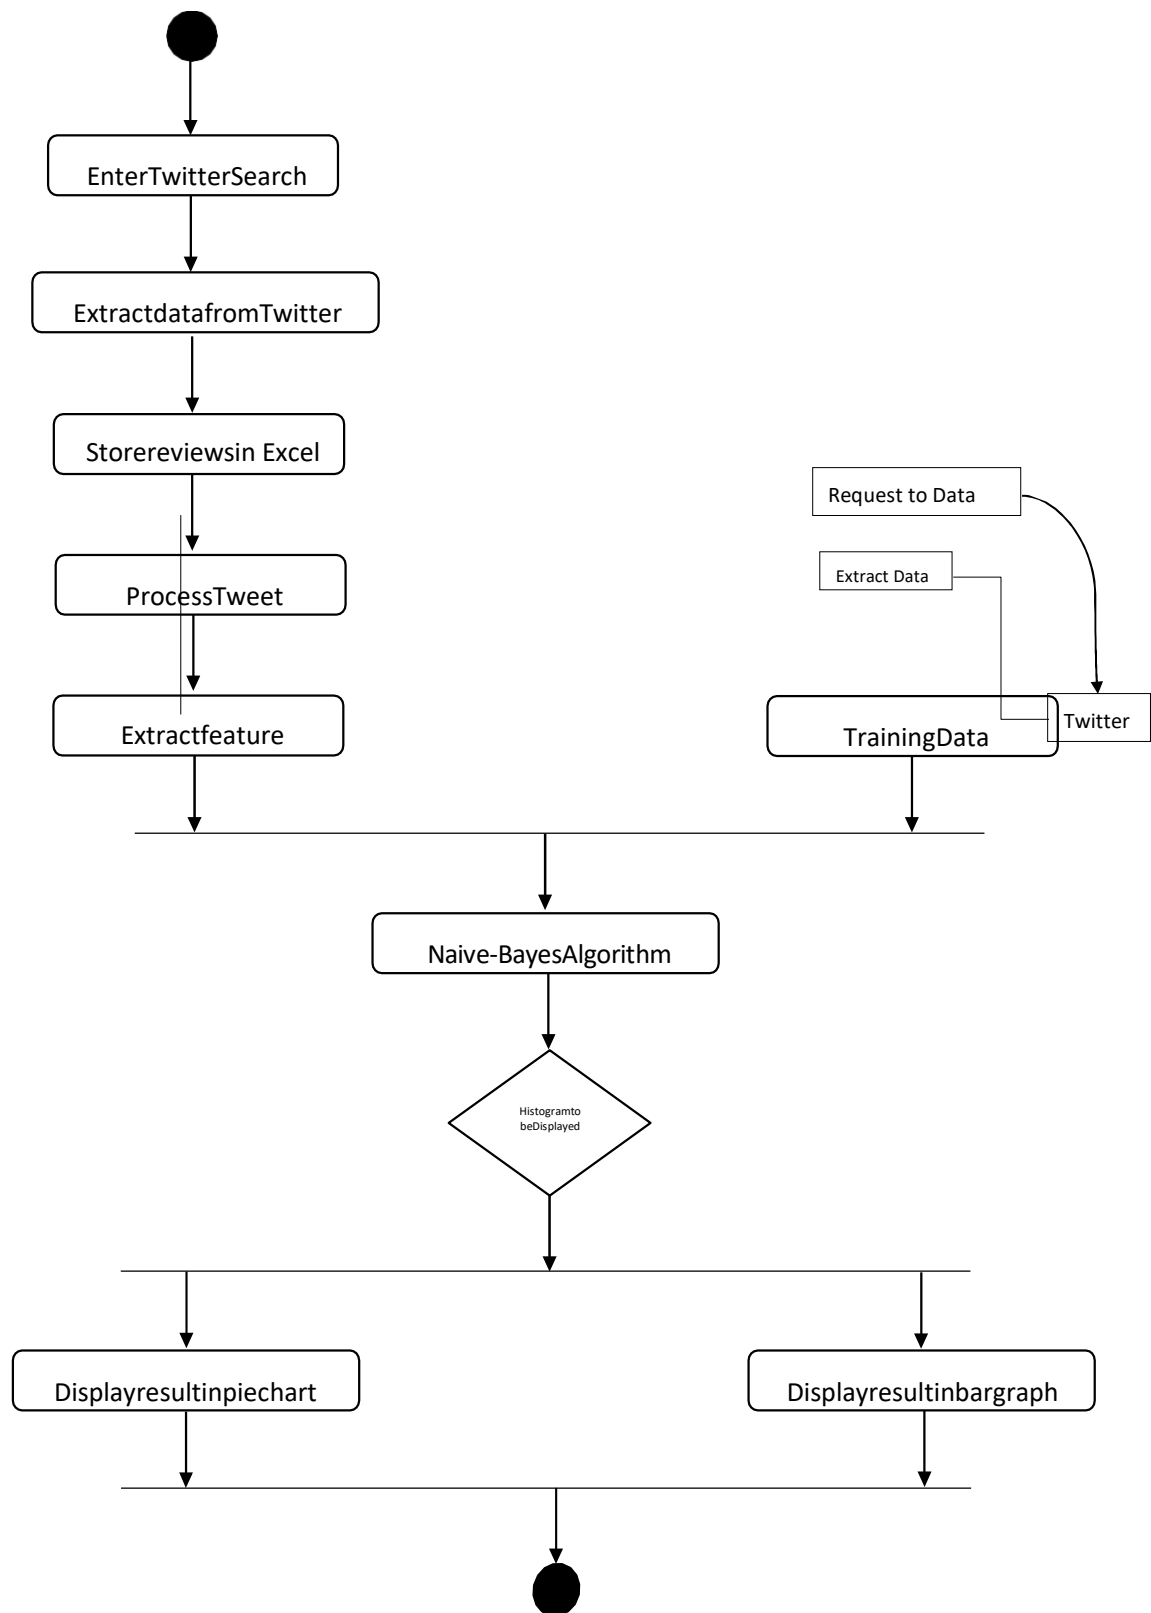 EnterTwitterSearch
ExtractdatafromTwitter
Storereviewsin Excel
Request to Data
Extract Data
ProcessTweet
Extractfeature
TrainingData
Twitter
Naive-BayesAlgorithm
Histogramto
beDisplayed
Displayresultinpiechart
Displayresultinbargraph